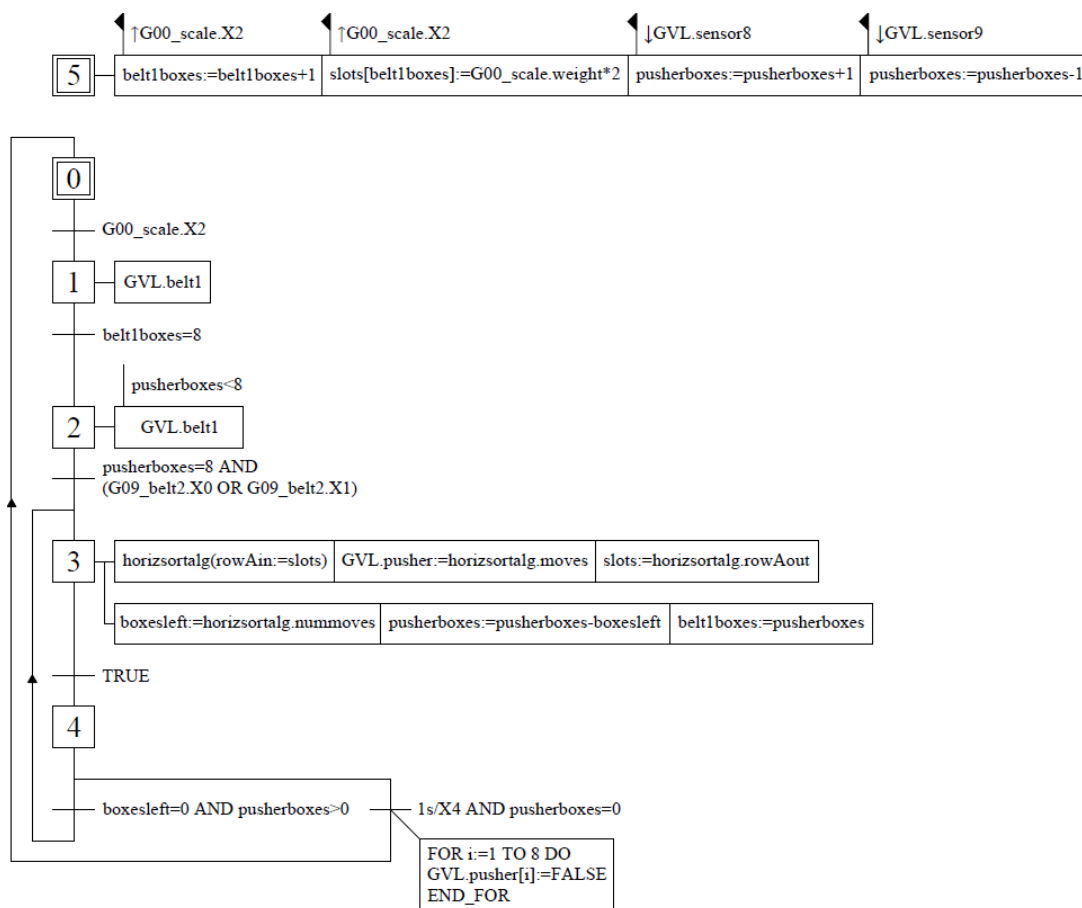 ↑G00_scale.X2 ↑G00_scale.X2 ↓GVL.sensor8 ↓GVL.sensor9
5 belt1boxes:=belt1boxes+1 slots[belt1boxes]:=G00_scale.weight*2 pusherboxes:=pusherboxes+1 pusherboxes:=pusherboxes-1
0
G00_scale.X2
1 GVL.belt1
belt1boxes=8
pusherboxes<8
2 GVL.belt1
pusherboxes=8 AND
(G09_belt2.X0 OR G09_belt2.X1)
3 horizsortalg(rowAin:=slots) GVL.pusher:=horizsortalg.moves slots:=horizsortalg.rowAout
boxesleft:=horizsortalg.nummoves pusherboxes:=pusherboxes-boxesleft belt1boxes:=pusherboxes
TRUE
4
boxesleft=0 AND pusherboxes>0 1s/X4 AND pusherboxes=0
FOR i:=1 TO 8 DO
GVL.pusher[i]:=FALSE
END_FOR